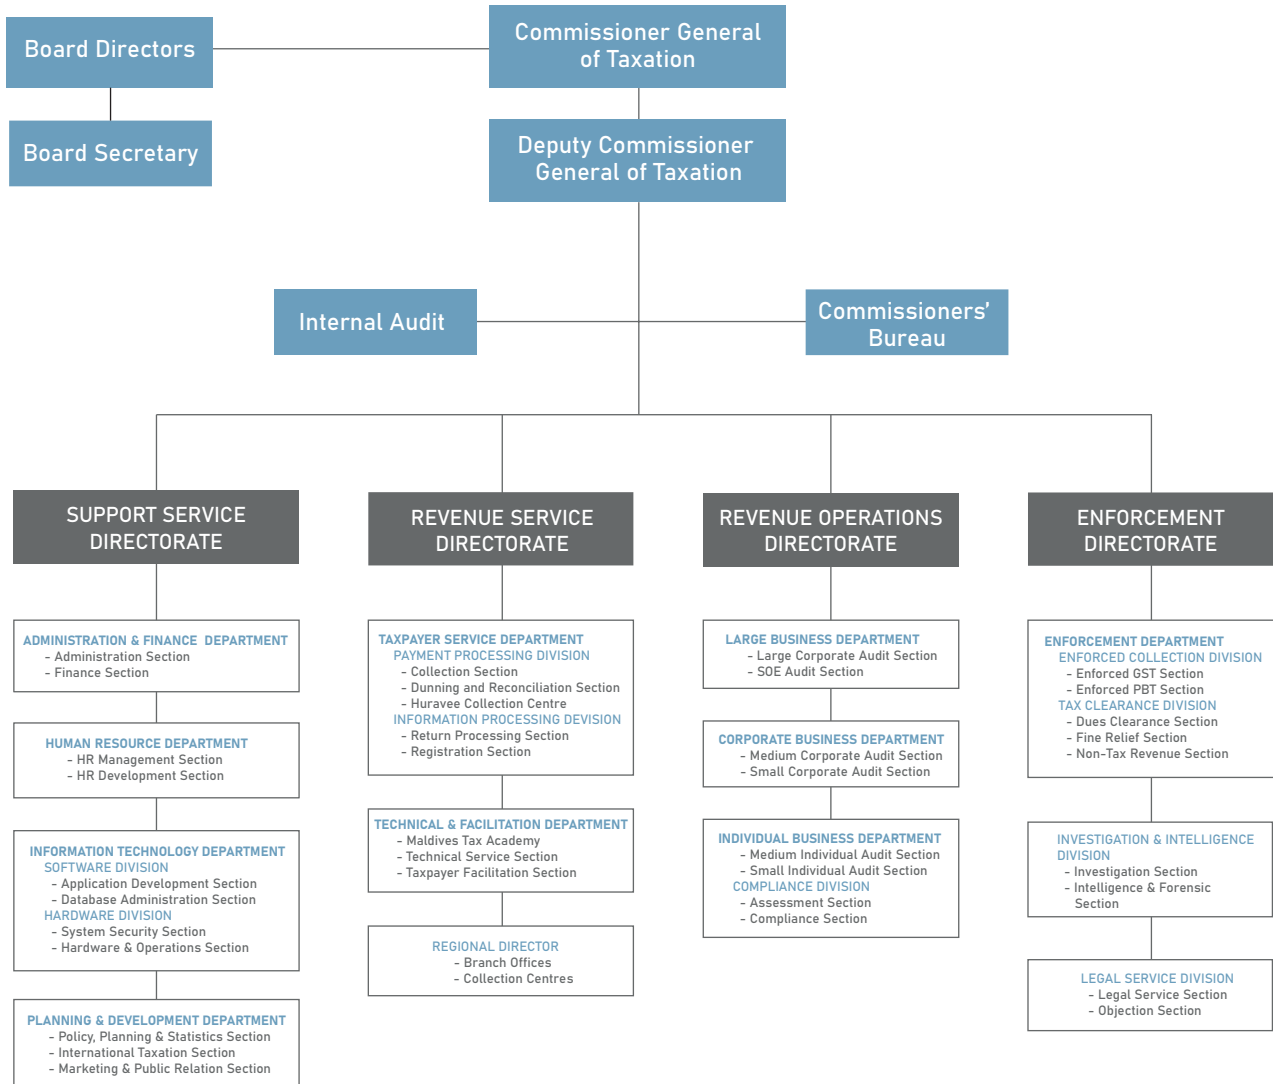 Board Directors
Commissioner General
of Taxation
Board Secretary
Deputy Commissioner
General of Taxation
Internal Audit
Commissioners'
Bureau
SUPPORT SERVICE
DIRECTORATE
ADMINISTRATION & FINANCE DEPARTMENT
- Administration Section
- Finance Section
HUMAN RESOURCE DEPARTMENT
- HR Management Section
- HR Development Section
INFORMATION TECHNOLOGY DEPARTMENT
SOFTWARE DIVISION
- Application Development Section
- Database Administration Section
HARDWARE DIVISION
- System Security Section
- Hardware & Operations Section
PLANNING & DEVELOPMENT DEPARTMENT
- Policy, Planning & Statistics Section
- International Taxation Section
- Marketing & Public Relation Section
REVENUE SERVICE
DIRECTORATE
TAXPAYER SERVICE DEPARTMENT
PAYMENT PROCESSING DIVISION
- Collection Section
- Dunning and Reconciliation Section
- Huravee Collection Centre
INFORMATION PROCESSING DEVISION
- Return Processing Section
- Registration Section
TECHNICAL & FACILITATION DEPARTMENT
- Maldives Tax Academy
- Technical Service Section
- Taxpayer Facilitation Section
REGIONAL DIRECTOR
- Branch Offices
- Collection Centres
REVENUE OPERATIONS
DIRECTORATE
LARGE BUSINESS DEPARTMENT
- Large Corporate Audit Section
- SOE Audit Section
CORPORATE BUSINESS DEPARTMENT
- Medium Corporate Audit Section
- Small Corporate Audit Section
INDIVIDUAL BUSINESS DEPARTMENT
- Medium Individual Audit Section
- Small Individual Audit Section
COMPLIANCE DIVISION
- Assessment Section
- Compliance Section
ENFORCEMENT
DIRECTORATE
ENFORCEMENT DEPARTMENT
ENFORCED COLLECTION DIVISION
- Enforced GST Section
- Enforced PBT Section
TAX CLEARANCE DIVISION
- Dues Clearance Section
- Fine Relief Section
- Non-Tax Revenue Section
INVESTIGATION & INTELLIGENCE
DIVISION
- Investigation Section
- Intelligence & Forensic
Section
LEGAL SERVICE DIVISION
- Legal Service Section
- Objection Section